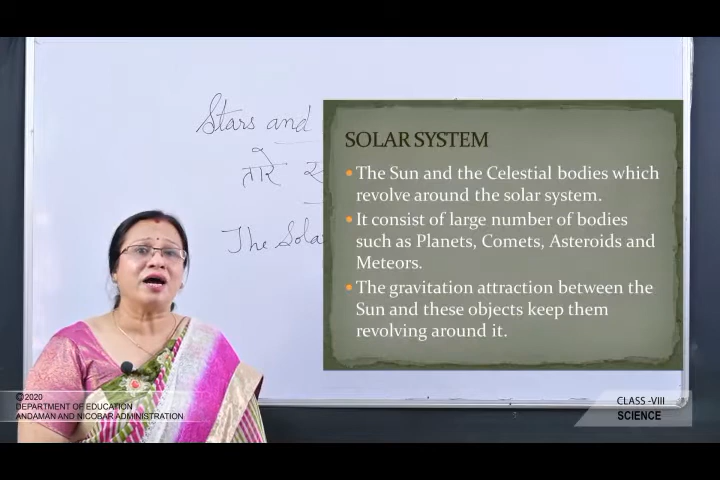 Stars and
तारे
The Sola
SOLAR SYSTEM
• The Sun and the Celestial bodies which
revolve around the solar system.
• It consist of large number of bodies
such as Planets, Comets, Asteroids and
Meteors.
• The gravitation attraction between the
Sun and these objects keep them
revolving around it.
©2020
DEPARTMENT OF EDUCATION
ANDAMAN AND NICOBAR ADMINISTRATION
CLASS -VIII
SCIENCE